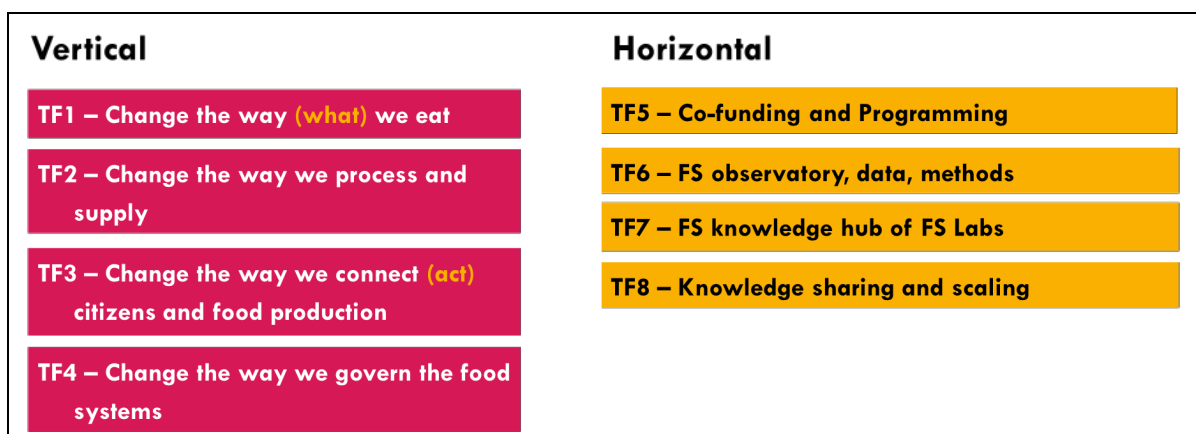 Vertical
TF1 – Change the way (what) we eat
TF2 – Change the way we process and
supply
TF3 – Change the way we connect (act)
citizens and food production
TF4 – Change the way we govern the food
systems
Horizontal
TF5 – Co-funding and Programming
TF6 – FS observatory, data, methods
TF7 – FS knowledge hub of FS Labs
TF8 – Knowledge sharing and scaling